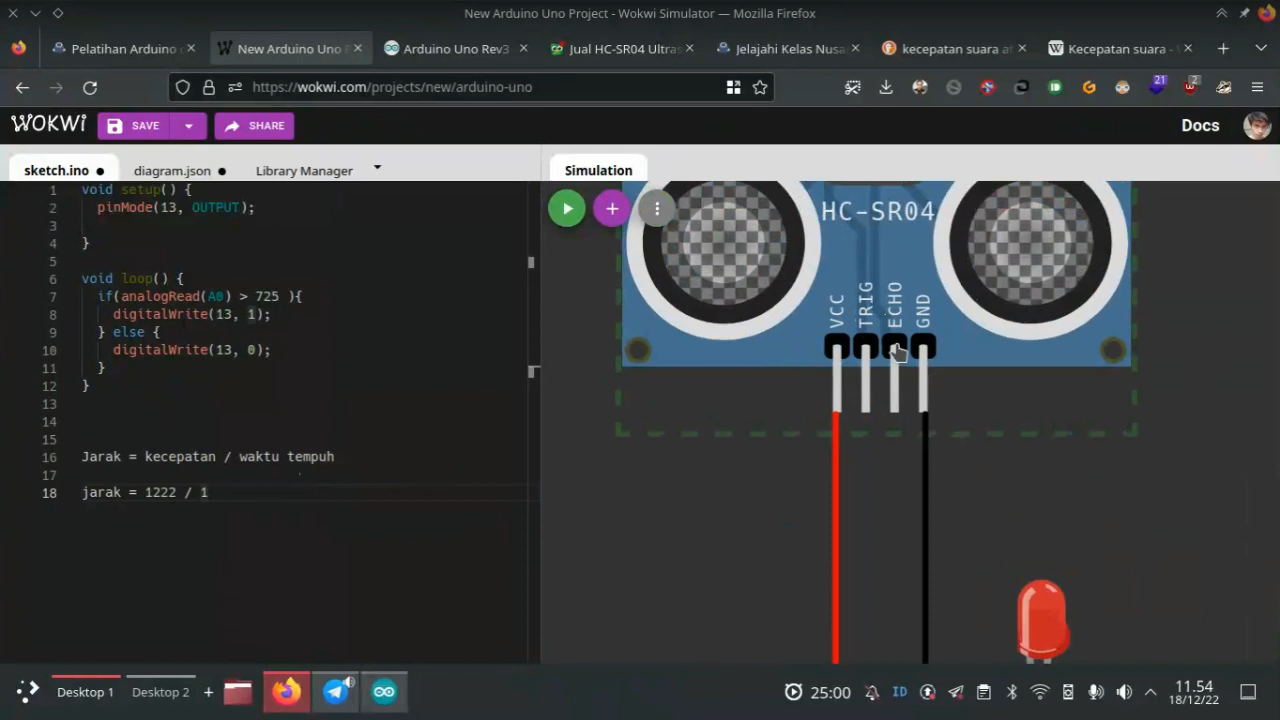 New Arduino Uno Project - Wokwi Simulator — Mozilla Firefox
Pelatihan Arduino
New Arduino Uno P
Arduino Uno Rev3
Jual HC-SR04 Ultras
Jelajahi Kelas Nusa
kecepatan suara a
Kecepatan suara -
https://wokwi.com/projects/new/arduino-uno
21
2
WOKWi
SAVE
SHARE
Docs
sketch.ino
diagram.json
Library Manager
Simulation
1 void setup() {
2 pinMode(13, OUTPUT);
3
4 }
5
6 void loop() {
7 if(analogRead(A0) > 725 ){
8 digitalWrite(13, 1);
9 } else {
10 digitalWrite(13, 0);
11 }
12 }
13
14
15
16 Jarak = kecepatan / waktu tempuh
17
18 jarak = 1222 / 1
HC-SR04
VCC
TRIG
ECHO
GND
Desktop 1
Desktop 2
25:00
ID
11.54
18/12/22